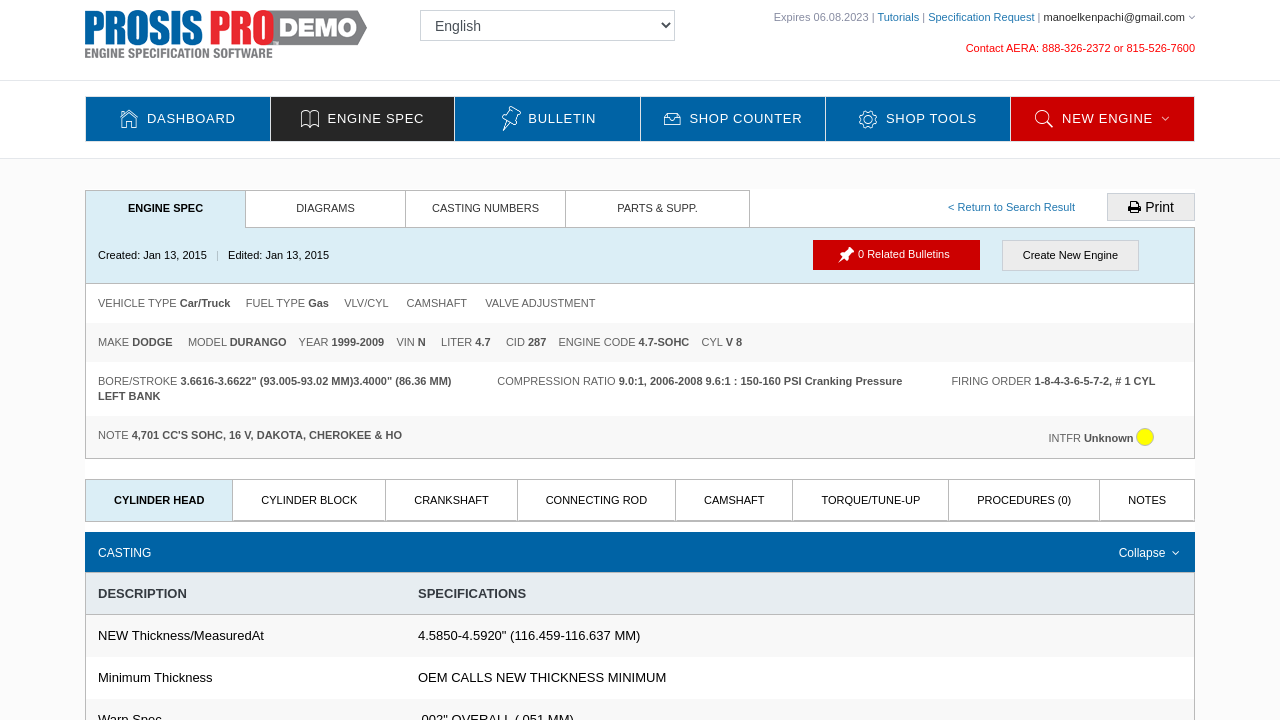 PROSIS PRO DEMO
ENGINE SPECIFICATION SOFTWARE
English
Expires 06.08.2023 | Tutorials | Specification Request | manoelkenpachi@gmail.com
Contact AERA: 888-326-2372 or 815-526-7600
DASHBOARD ENGINE SPEC BULLETIN SHOP COUNTER SHOP TOOLS NEW ENGINE
ENGINE SPEC DIAGRAMS CASTING NUMBERS PARTS & SUPP. < Return to Search Result Print
Created: Jan 13, 2015 | Edited: Jan 13, 2015 0 Related Bulletins Create New Engine
VEHICLE TYPE Car/Truck FUEL TYPE Gas VLV/CYL CAMSHAFT VALVE ADJUSTMENT
MAKE DODGE MODEL DURANGO YEAR 1999-2009 VIN N LITER 4.7 CID 287 ENGINE CODE 4.7-SOHC CYL V 8
BORE/STROKE 3.6616-3.6622" (93.005-93.02 MM)3.4000" (86.36 MM) COMPRESSION RATIO 9.0:1, 2006-2008 9.6:1 : 150-160 PSI Cranking Pressure FIRING ORDER 1-8-4-3-6-5-7-2, # 1 CYL
LEFT BANK
NOTE 4,701 CC'S SOHC, 16 V, DAKOTA, CHEROKEE & HO INTFR Unknown
CYLINDER HEAD CYLINDER BLOCK CRANKSHAFT CONNECTING ROD CAMSHAFT TORQUE/TUNE-UP PROCEDURES (0) NOTES
CASTING Collapse
DESCRIPTION SPECIFICATIONS
NEW Thickness/MeasuredAt 4.5850-4.5920" (116.459-116.637 MM)
Minimum Thickness OEM CALLS NEW THICKNESS MINIMUM
Warp Spec .002" OVERALL (.051 MM)